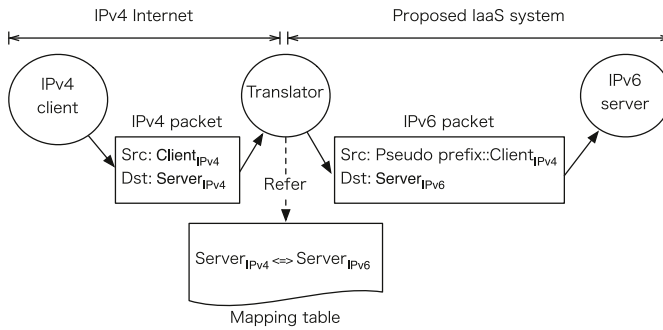 IPv4 Internet
Proposed IaaS system
IPv4
client
Translator
IPv6
server
IPv4 packet
Src: ClientIPv4
Dst: ServerIPv4
IPv6 packet
Src: Pseudo prefix::ClientIPv4
Dst: ServerIPv6
Refer
ServerIPv4 <=> ServerIPv6
Mapping table